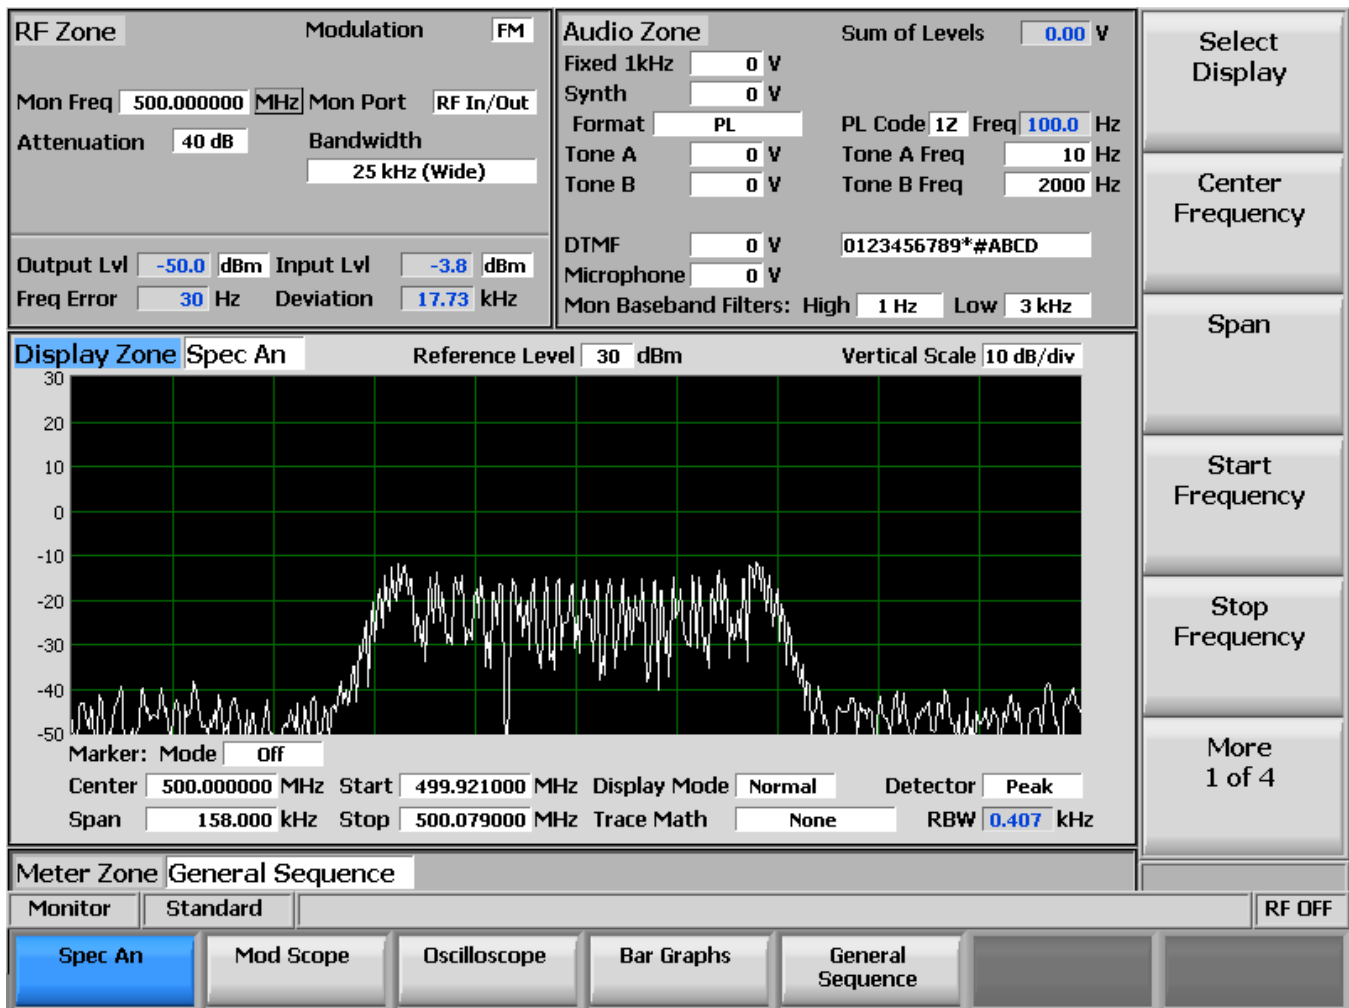 RF Zone Modulation FM
Mon Freq 500.000000 MHz Mon Port RF In/Out
Attenuation 40 dB Bandwidth
25 kHz (Wide)
Output Lvl -50.0 dBm Input Lvl -3.8 dBm
Freq Error 30 Hz Deviation 17.73 kHz
Audio Zone Sum of Levels 0.00 V
Fixed 1kHz 0 V
Synth 0 V
Format PL PL Code 1Z Freq 100.0 Hz
Tone A 0 V Tone A Freq 10 Hz
Tone B 0 V Tone B Freq 2000 Hz
DTMF 0 V 0123456789*#ABCD
Microphone 0 V
Mon Baseband Filters: High 1 Hz Low 3 kHz
Display Zone Spec An Reference Level 30 dBm Vertical Scale 10 dB/div
30
20
10
0
-10
-20
-30
-40
-50
Marker: Mode Off
Center 500.000000 MHz Start 499.921000 MHz Display Mode Normal Detector Peak
Span 158.000 kHz Stop 500.079000 MHz Trace Math None RBW 0.407 kHz
Meter Zone General Sequence
Monitor Standard RF OFF
Select
Display
Center
Frequency
Span
Start
Frequency
Stop
Frequency
More
1 of 4
Spec An Mod Scope Oscilloscope Bar Graphs General
Sequence